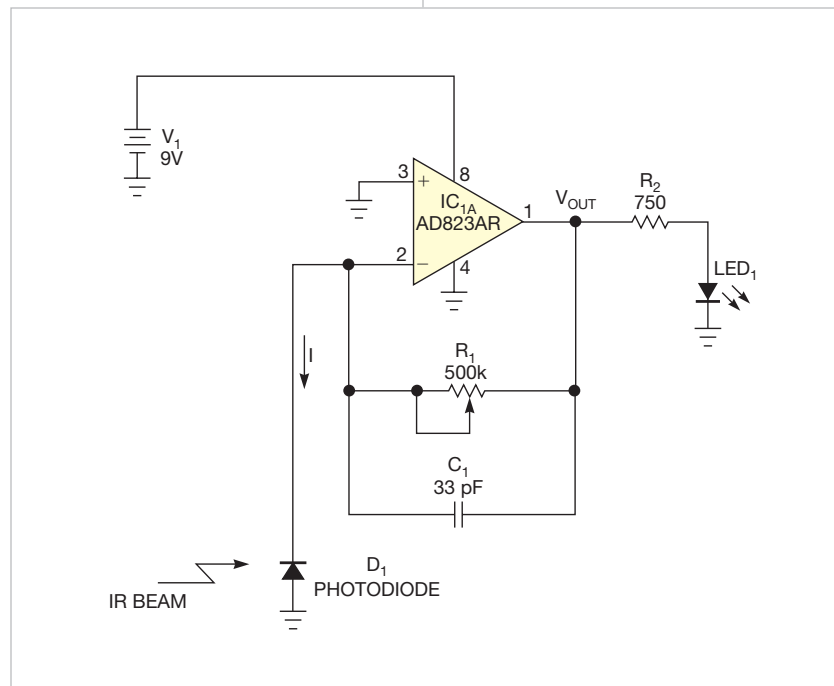 V1
9V
3
+
8
IC1A
AD823AR
1
2
−
4
VOUT
R2
750
LED1
I
R1
500k
C1
33 pF
D1
PHOTODIODE
IR BEAM